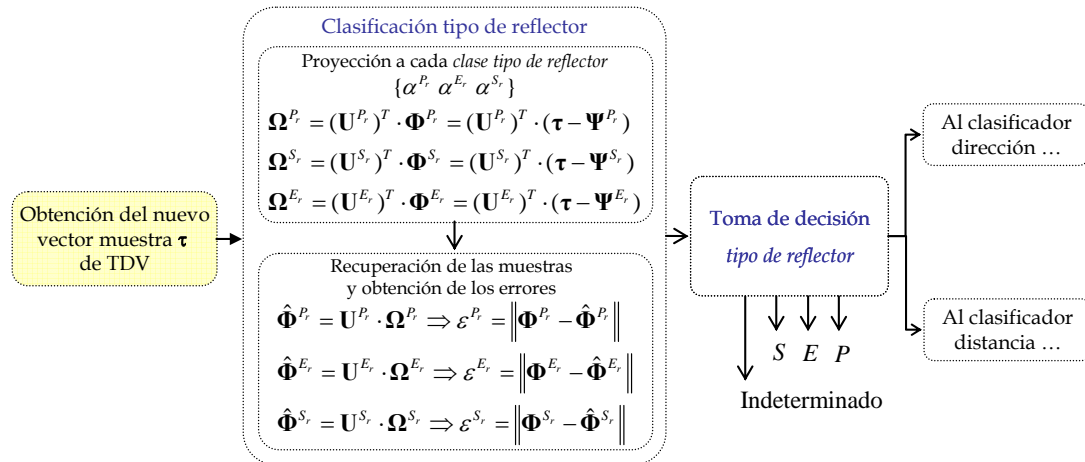 Clasificación tipo de reflector
Proyección a cada clase tipo de reflector
{α^{P_r} α^{E_r} α^{S_r}}
Ω^{P_r} = (U^{P_r})^T · Φ^{P_r} = (U^{P_r})^T · (τ − Ψ^{P_r})
Ω^{S_r} = (U^{S_r})^T · Φ^{S_r} = (U^{S_r})^T · (τ − Ψ^{S_r})
Ω^{E_r} = (U^{E_r})^T · Φ^{E_r} = (U^{E_r})^T · (τ − Ψ^{E_r})
Obtención del nuevo
vector muestra τ
de TDV
Recuperación de las muestras
y obtención de los errores
Φ̂^{P_r} = U^{P_r} · Ω^{P_r} ⇒ ε^{P_r} = ‖Φ^{P_r} − Φ̂^{P_r}‖
Φ̂^{E_r} = U^{E_r} · Ω^{E_r} ⇒ ε^{E_r} = ‖Φ^{E_r} − Φ̂^{E_r}‖
Φ̂^{S_r} = U^{S_r} · Ω^{S_r} ⇒ ε^{S_r} = ‖Φ^{S_r} − Φ̂^{S_r}‖
Toma de decisión
tipo de reflector
S E P
Indeterminado
Al clasificador
dirección ...
Al clasificador
distancia ...